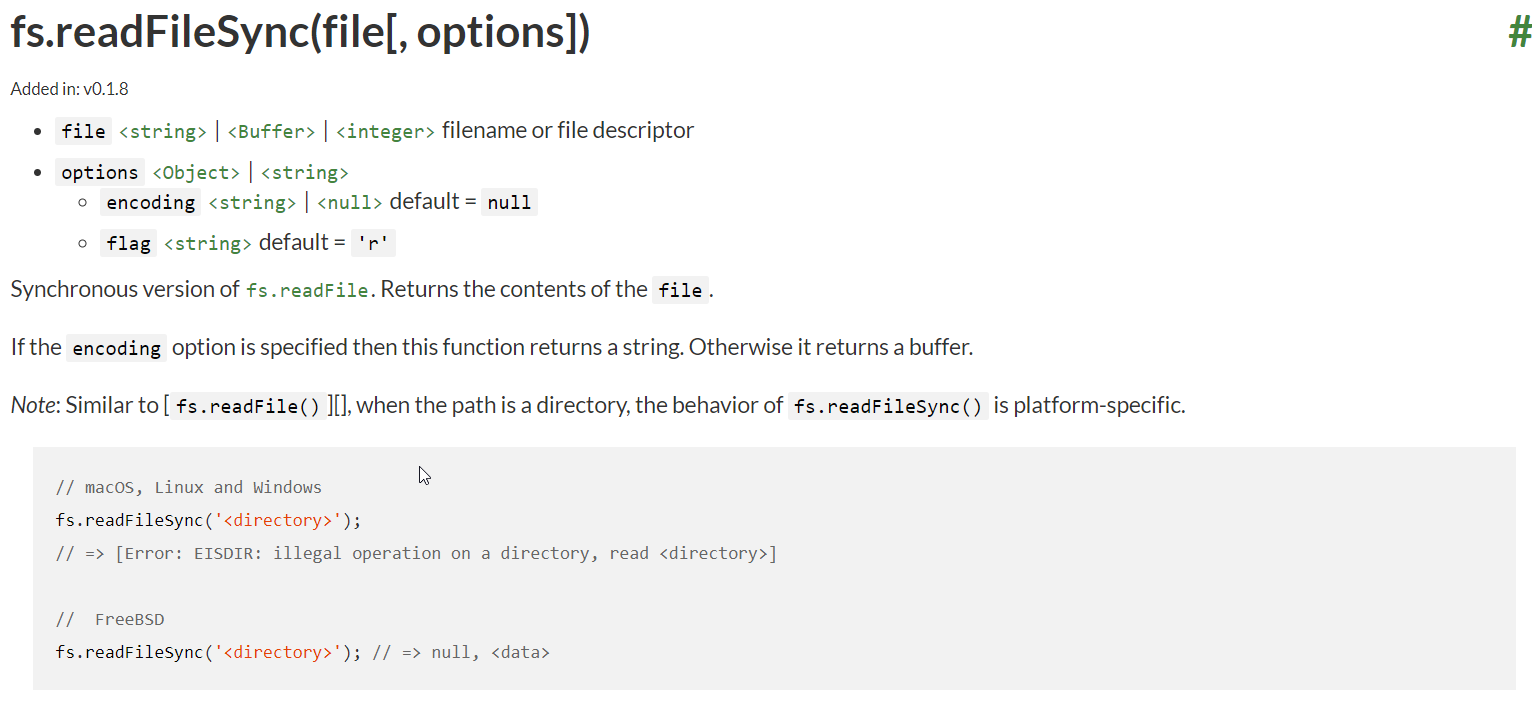 fs.readFileSync(file[, options])
#
Added in: v0.1.8
file <string> | <Buffer> | <integer> filename or file descriptor
options <Object> | <string>
encoding <string> | <null> default = null
flag <string> default = 'r'
Synchronous version of fs.readFile. Returns the contents of the file.
If the encoding option is specified then this function returns a string. Otherwise it returns a buffer.
Note: Similar to [fs.readFile()][], when the path is a directory, the behavior of fs.readFileSync() is platform-specific.
// macOS, Linux and Windows
fs.readFileSync('<directory>');
// => [Error: EISDIR: illegal operation on a directory, read <directory>]
//  FreeBSD
fs.readFileSync('<directory>'); // => null, <data>